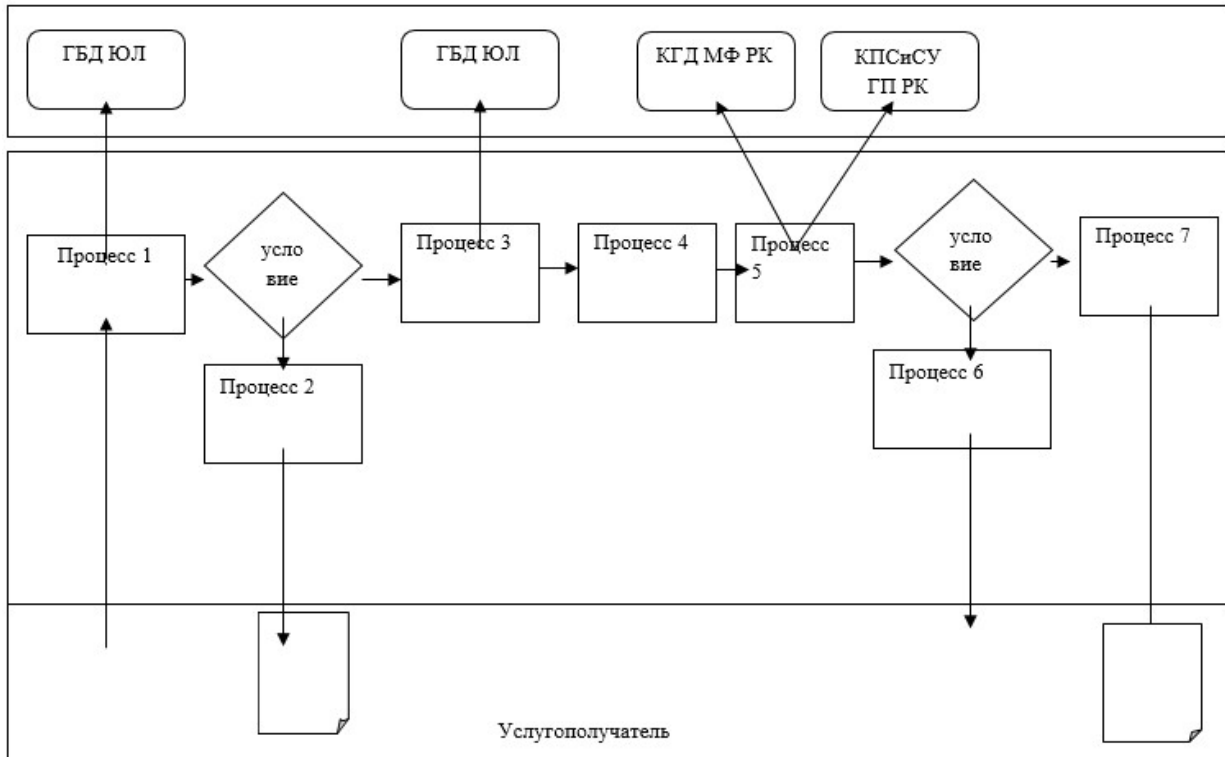 ГБД ЮЛ
ГБД ЮЛ
КГД МФ РК
КПСиСУ
ГП РК
Процесс 1
усло
вие
Процесс 3
Процесс 4
Процесс
5
усло
вие
Процесс 7
Процесс 2
Процесс 6
Услугополучатель